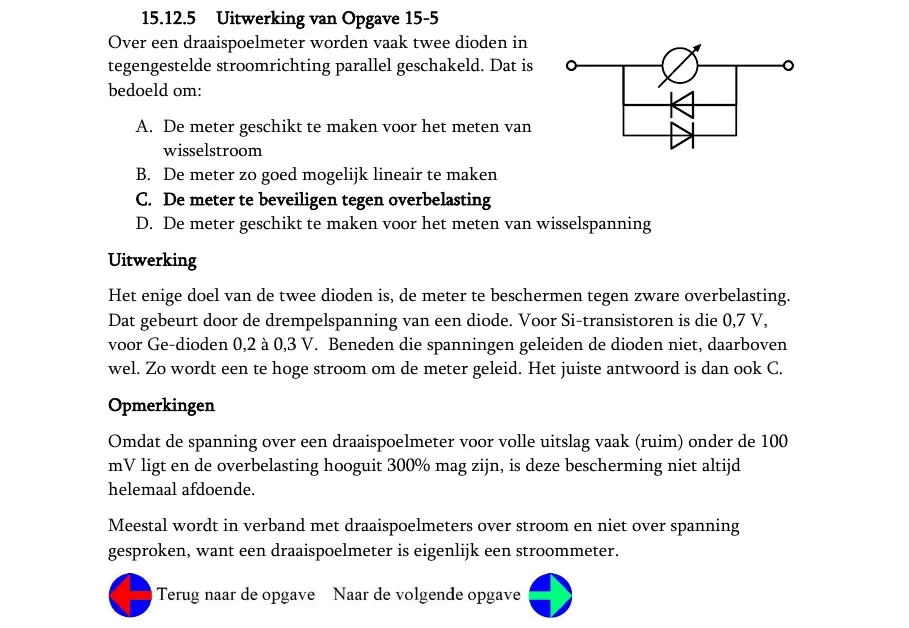 15.12.5 Uitwerking van Opgave 15-5
Over een draaispoelmeter worden vaak twee dioden in
tegengestelde stroomrichting parallel geschakeld. Dat is
bedoeld om:
A. De meter geschikt te maken voor het meten van
wisselstroom
B. De meter zo goed mogelijk lineair te maken
C. De meter te beveiligen tegen overbelasting
D. De meter geschikt te maken voor het meten van wisselspanning
Uitwerking
Het enige doel van de twee dioden is, de meter te beschermen tegen zware overbelasting.
Dat gebeurt door de drempelspanning van een diode. Voor Si-transistoren is die 0,7 V,
voor Ge-dioden 0,2 à 0,3 V. Beneden die spanningen geleiden de dioden niet, daarboven
wel. Zo wordt een te hoge stroom om de meter geleid. Het juiste antwoord is dan ook C.
Opmerkingen
Omdat de spanning over een draaispoelmeter voor volle uitslag vaak (ruim) onder de 100
mV ligt en de overbelasting hooguit 300% mag zijn, is deze bescherming niet altijd
helemaal afdoende.
Meestal wordt in verband met draaispoelmeters over stroom en niet over spanning
gesproken, want een draaispoelmeter is eigenlijk een stroommeter.
Terug naar de opgave Naar de volgende opgave